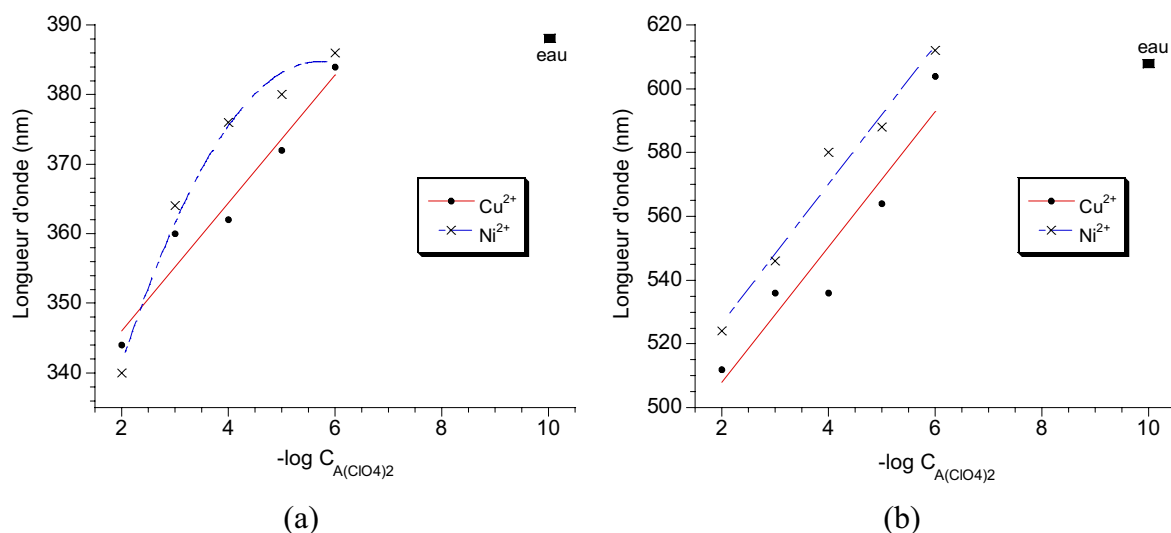 390
380
370
360
350
340
Longueur d'onde (nm)
2
4
6
8
10
-log C A(ClO4)2
eau
Cu²⁺
Ni²⁺
(a)
620
600
580
560
540
520
500
Longueur d'onde (nm)
2
4
6
8
10
-log C A(ClO4)2
eau
Cu²⁺
Ni²⁺
(b)